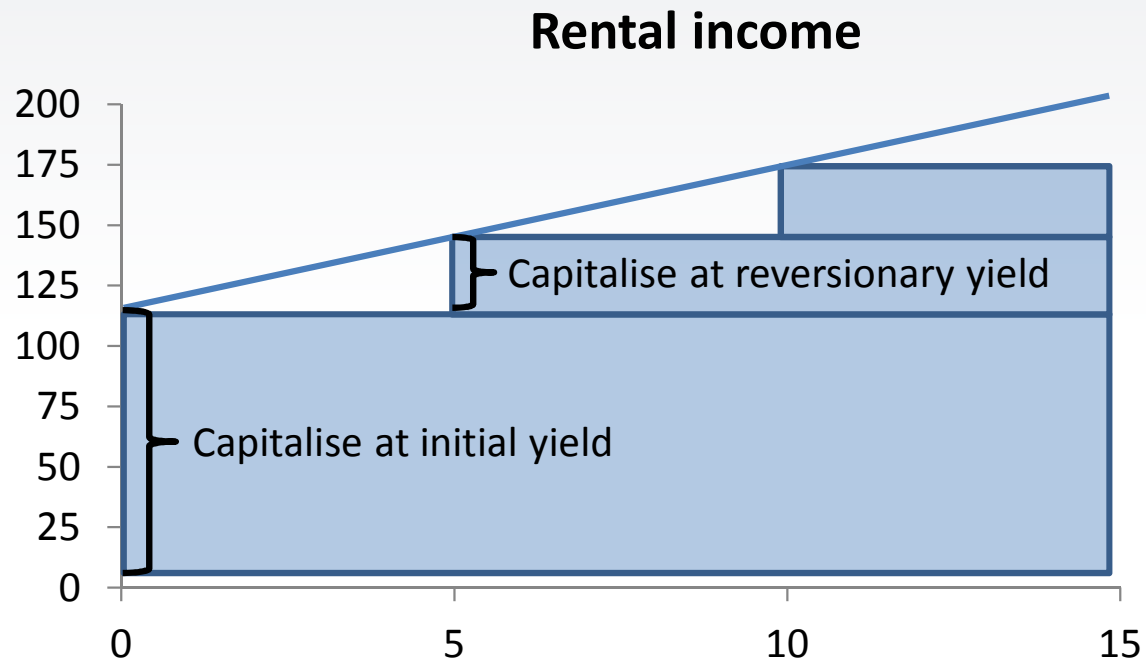 Rental income
200
175
150
125
100
75
50
25
0
Capitalise at reversionary yield
Capitalise at initial yield
0 5 10 15